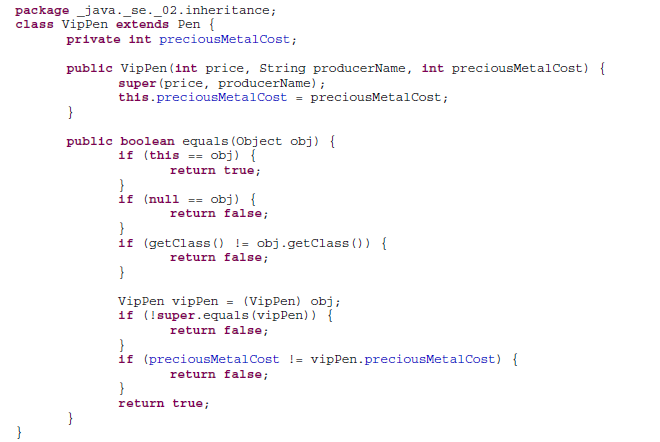 package _java._se._02.inheritance;
class VipPen extends Pen {
private int preciousMetalCost;
public VipPen(int price, String producerName, int preciousMetalCost) {
super(price, producerName);
this.preciousMetalCost = preciousMetalCost;
}
public boolean equals(Object obj) {
if (this == obj) {
return true;
}
if (null == obj) {
return false;
}
if (getClass() != obj.getClass()) {
return false;
}
VipPen vipPen = (VipPen) obj;
if (!super.equals(vipPen)) {
return false;
}
if (preciousMetalCost != vipPen.preciousMetalCost) {
return false;
}
return true;
}
}